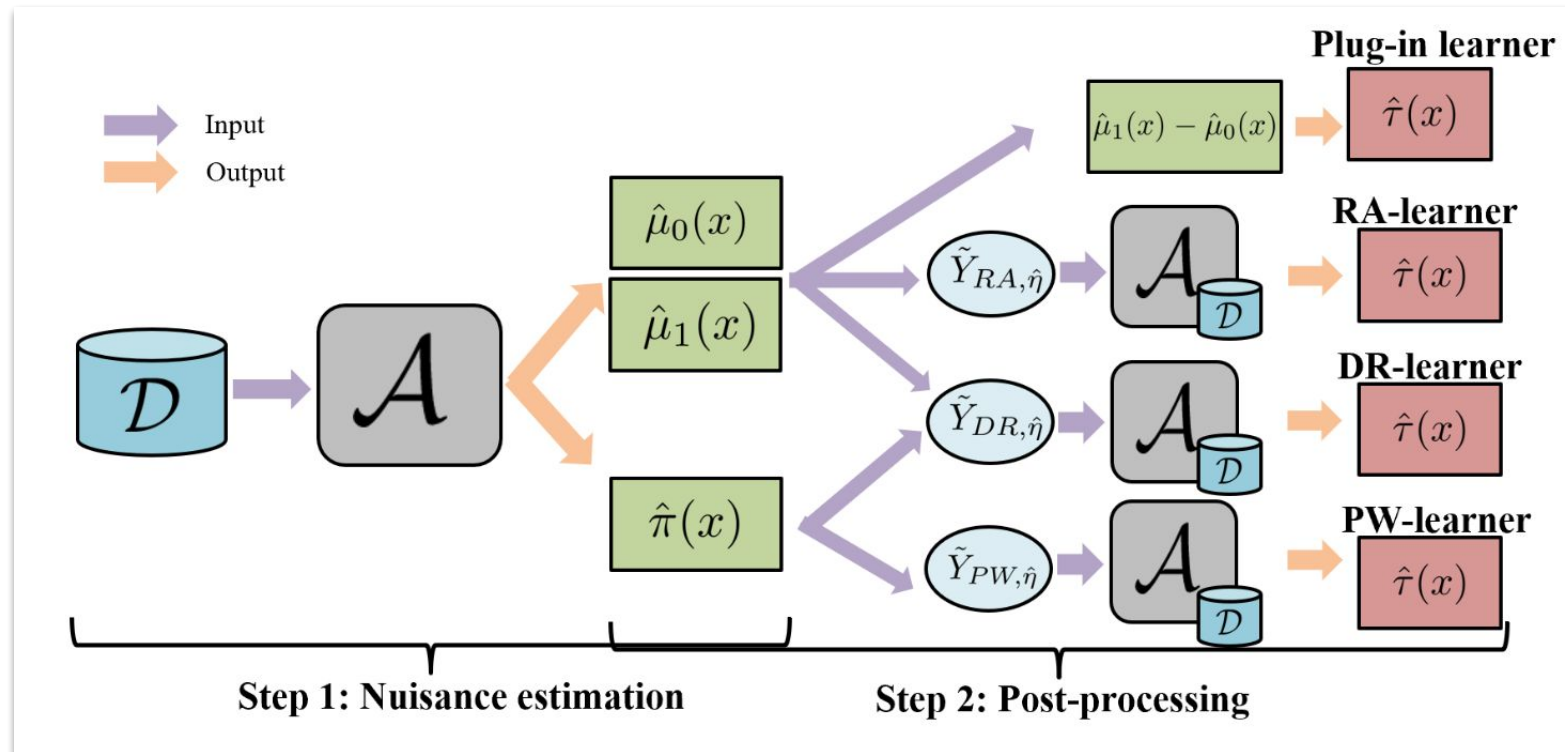 Plug-in learner
Input
Output
μ̂₁(x) − μ̂₀(x)
τ̂(x)
μ̂₀(x)
μ̂₁(x)
RA-learner
Ỹ_{RA,η̂}
𝒜
𝒟
τ̂(x)
𝒟
𝒜
DR-learner
Ỹ_{DR,η̂}
𝒜
𝒟
τ̂(x)
π̂(x)
PW-learner
Ỹ_{PW,η̂}
𝒜
𝒟
τ̂(x)
Step 1: Nuisance estimation
Step 2: Post-processing